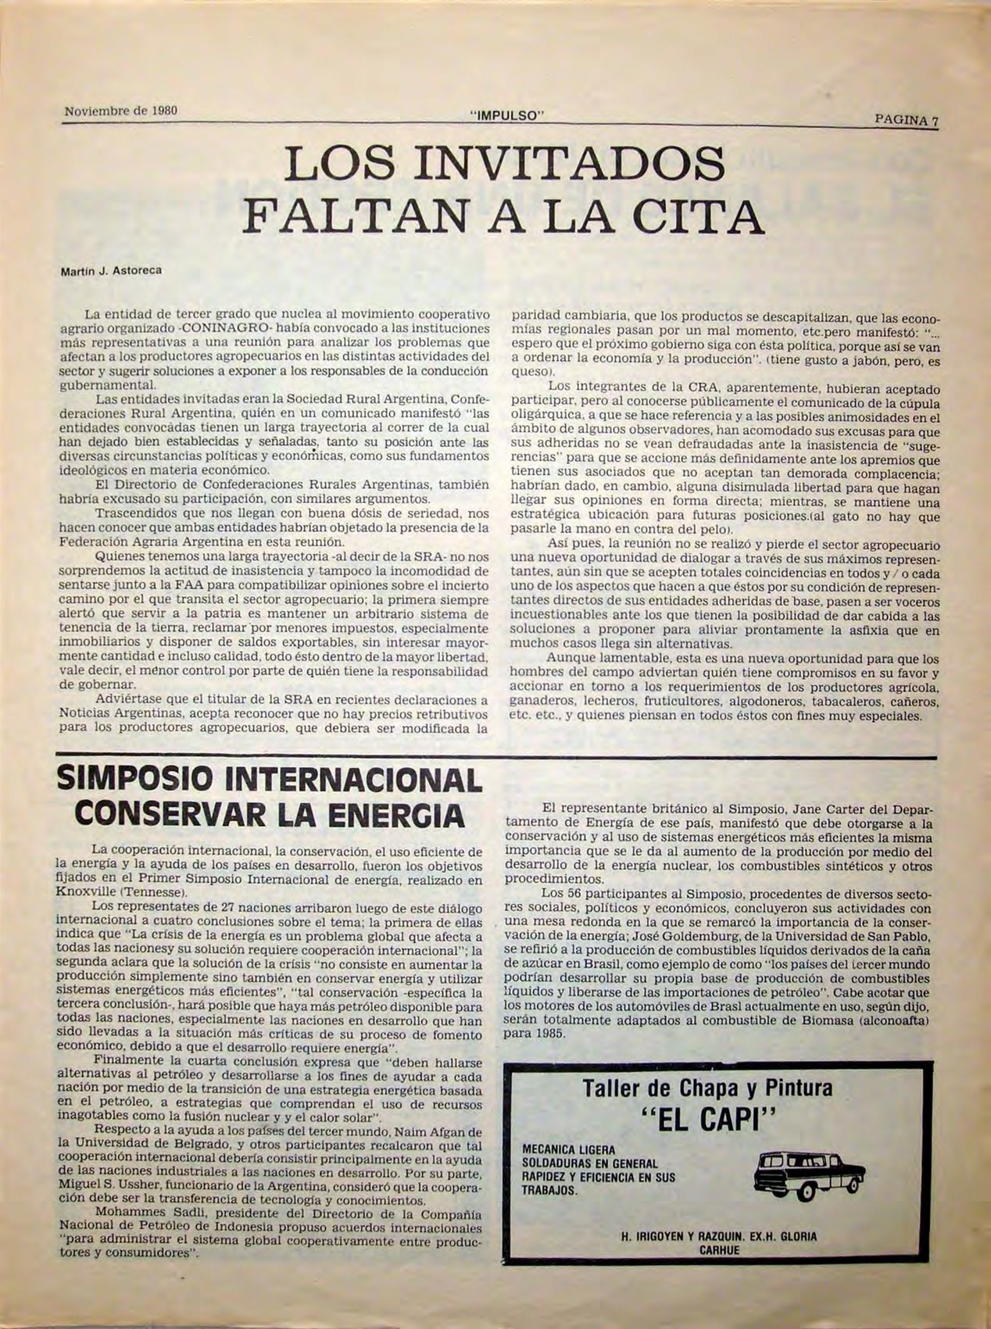 Noviembre de 1980
"IMPULSO"
PAGINA 7
LOS INVITADOS
FALTAN A LA CITA
Martín J. Astoreca
La entidad de tercer grado que nuclea al movimiento cooperativo
agrario organizado -CONINAGRO- había convocado a las instituciones
más representativas a una reunión para analizar los problemas que
afectan a los productores agropecuarios en las distintas actividades del
sector y sugerir soluciones a exponer a los responsables de la conducción
gubernamental.
Las entidades invitadas eran la Sociedad Rural Argentina, Confe-
deraciones Rural Argentina, quién en un comunicado manifestó "las
entidades convocadas tienen un larga trayectoria al correr de la cual
han dejado bien establecidas y señaladas, tanto su posición ante las
diversas circunstancias políticas y económicas, como sus fundamentos
ideológicos en materia económico.
El Directorio de Confederaciones Rurales Argentinas, también
habría excusado su participación, con similares argumentos.
Trascendidos que nos llegan con buena dósis de seriedad, nos
hacen conocer que ambas entidades habrían objetado la presencia de la
Federación Agraria Argentina en esta reunión.
Quienes tenemos una larga trayectoria -al decir de la SRA- no nos
sorprendemos la actitud de inasistencia y tampoco la incomodidad de
sentarse junto a la FAA para compatibilizar opiniones sobre el incierto
camino por el que transita el sector agropecuario; la primera siempre
alertó que servir a la patria es mantener un arbitrario sistema de
tenencia de la tierra, reclamar por menores impuestos, especialmente
inmobiliarios y disponer de saldos exportables, sin interesar mayor-
mente cantidad e incluso calidad, todo ésto dentro de la mayor libertad,
vale decir, el ménor control por parte de quién tiene la responsabilidad
de gobernar.
Adviértase que el titular de la SRA en recientes declaraciones a
Noticias Argentinas, acepta reconocer que no hay precios retributivos
para los productores agropecuarios, que debiera ser modificada la
paridad cambiaria, que los productos se descapitalizan, que las econo-
mías regionales pasan por un mal momento, etc.pero manifestó: "...
espero que el próximo gobierno siga con ésta política, porque así se van
a ordenar la economía y la producción". (tiene gusto a jabón, pero, es
queso).
Los integrantes de la CRA, aparentemente, hubieran aceptado
participar, pero al conocerse públicamente el comunicado de la cúpula
oligárquica, a que se hace referencia y a las posibles animosidades en el
ámbito de algunos observadores, han acomodado sus excusas para que
sus adheridas no se vean defraudadas ante la inasistencia de "suge-
rencias" para que se accione más definidamente ante los apremios que
tienen sus asociados que no aceptan tan demorada complacencia;
habrían dado, en cambio, alguna disimulada libertad para que hagan
llegar sus opiniones en forma directa; mientras, se mantiene una
estratégica ubicación para futuras posiciones.(al gato no hay que
pasarle la mano en contra del pelo).
Así pues, la reunión no se realizó y pierde el sector agropecuario
una nueva oportunidad de dialogar a través de sus máximos represen-
tantes, aún sin que se acepten totales coincidencias en todos y / o cada
uno de los aspectos que hacen a que éstos por su condición de represen-
tantes directos de sus entidades adheridas de base, pasen a ser voceros
incuestionables ante los que tienen la posibilidad de dar cabida a las
soluciones a proponer para aliviar prontamente la asfixia que en
muchos casos llega sin alternativas.
Aunque lamentable, esta es una nueva oportunidad para que los
hombres del campo adviertan quién tiene compromisos en su favor y
accionar en torno a los requerimientos de los productores agrícola,
ganaderos, lecheros, fruticultores, algodoneros, tabacaleros, cañeros,
etc. etc., y quienes piensan en todos éstos con fines muy especiales.
SIMPOSIO INTERNACIONAL
CONSERVAR LA ENERGIA
La cooperación internacional, la conservación, el uso eficiente de
la energía y la ayuda de los países en desarrollo, fueron los objetivos
fijados en el Primer Simposio Internacional de energía, realizado en
Knoxville (Tennesse).
Los representates de 27 naciones arribaron luego de este diálogo
internacional a cuatro conclusiones sobre el tema; la primera de ellas
indica que "La crísis de la energía es un problema global que afecta a
todas las nacionesy su solución requiere cooperación internacional"; la
segunda aclara que la solución de la crísis "no consiste en aumentar la
producción simplemente sino también en conservar energía y utilizar
sistemas energéticos más eficientes", "tal conservación -específica la
tercera conclusión-, hará posible que haya más petróleo disponible para
todas las naciones, especialmente las naciones en desarrollo que han
sido llevadas a la situación más críticas de su proceso de fomento
económico, debido a que el desarrollo requiere energía".
Finalmente la cuarta conclusión expresa que "deben hallarse
alternativas al petróleo y desarrollarse a los fines de ayudar a cada
nación por medio de la transición de una estrategia energética basada
en el petróleo, a estrategias que comprendan el uso de recursos
inagotables como la fusión nuclear y y el calor solar".
Respecto a la ayuda a los países del tercer mundo, Naim Afgan de
la Universidad de Belgrado, y otros participantes recalcaron que tal
cooperación internacional debería consistir principalmente en la ayuda
de las naciones industriales a las naciones en desarrollo. Por su parte,
Miguel S. Ussher, funcionario de la Argentina, consideró que la coopera-
ción debe ser la transferencia de tecnología y conocimientos.
Mohammes Sadli, presidente del Directorio de la Compañía
Nacional de Petróleo de Indonesia propuso acuerdos internacionales
"para administrar el sistema global cooperativamente entre produc-
tores y consumidores".
El representante británico al Simposio, Jane Carter del Depar-
tamento de Energía de ese país, manifestó que debe otorgarse a la
conservación y al uso de sistemas energéticos más eficientes la misma
importancia que se le da al aumento de la producción por medio del
desarrollo de la energía nuclear, los combustibles sintéticos y otros
procedimientos.
Los 56 participantes al Simposio, procedentes de diversos secto-
res sociales, políticos y económicos, concluyeron sus actividades con
una mesa redonda en la que se remarcó la importancia de la conser-
vación de la energía; José Goldemburg, de la Universidad de San Pablo,
se refirió a la producción de combustibles líquidos derivados de la caña
de azúcar en Brasil, como ejemplo de como "los países del tercer mundo
podrían desarrollar su propia base de producción de combustibles
líquidos y liberarse de las importaciones de petróleo". Cabe acotar que
los motores de los automóviles de Brasl actualmente en uso, según dijo,
serán totalmente adaptados al combustible de Biomasa (alconoafta)
para 1985.
Taller de Chapa y Pintura
"EL CAPI"
MECANICA LIGERA
SOLDADURAS EN GENERAL
RAPIDEZ Y EFICIENCIA EN SUS
TRABAJOS.
H. IRIGOYEN Y RAZQUIN. EX.H. GLORIA
CARHUE